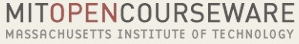 MITOPENCOURSEWARE
MASSACHUSETTS INSTITUTE OF TECHNOLOGY